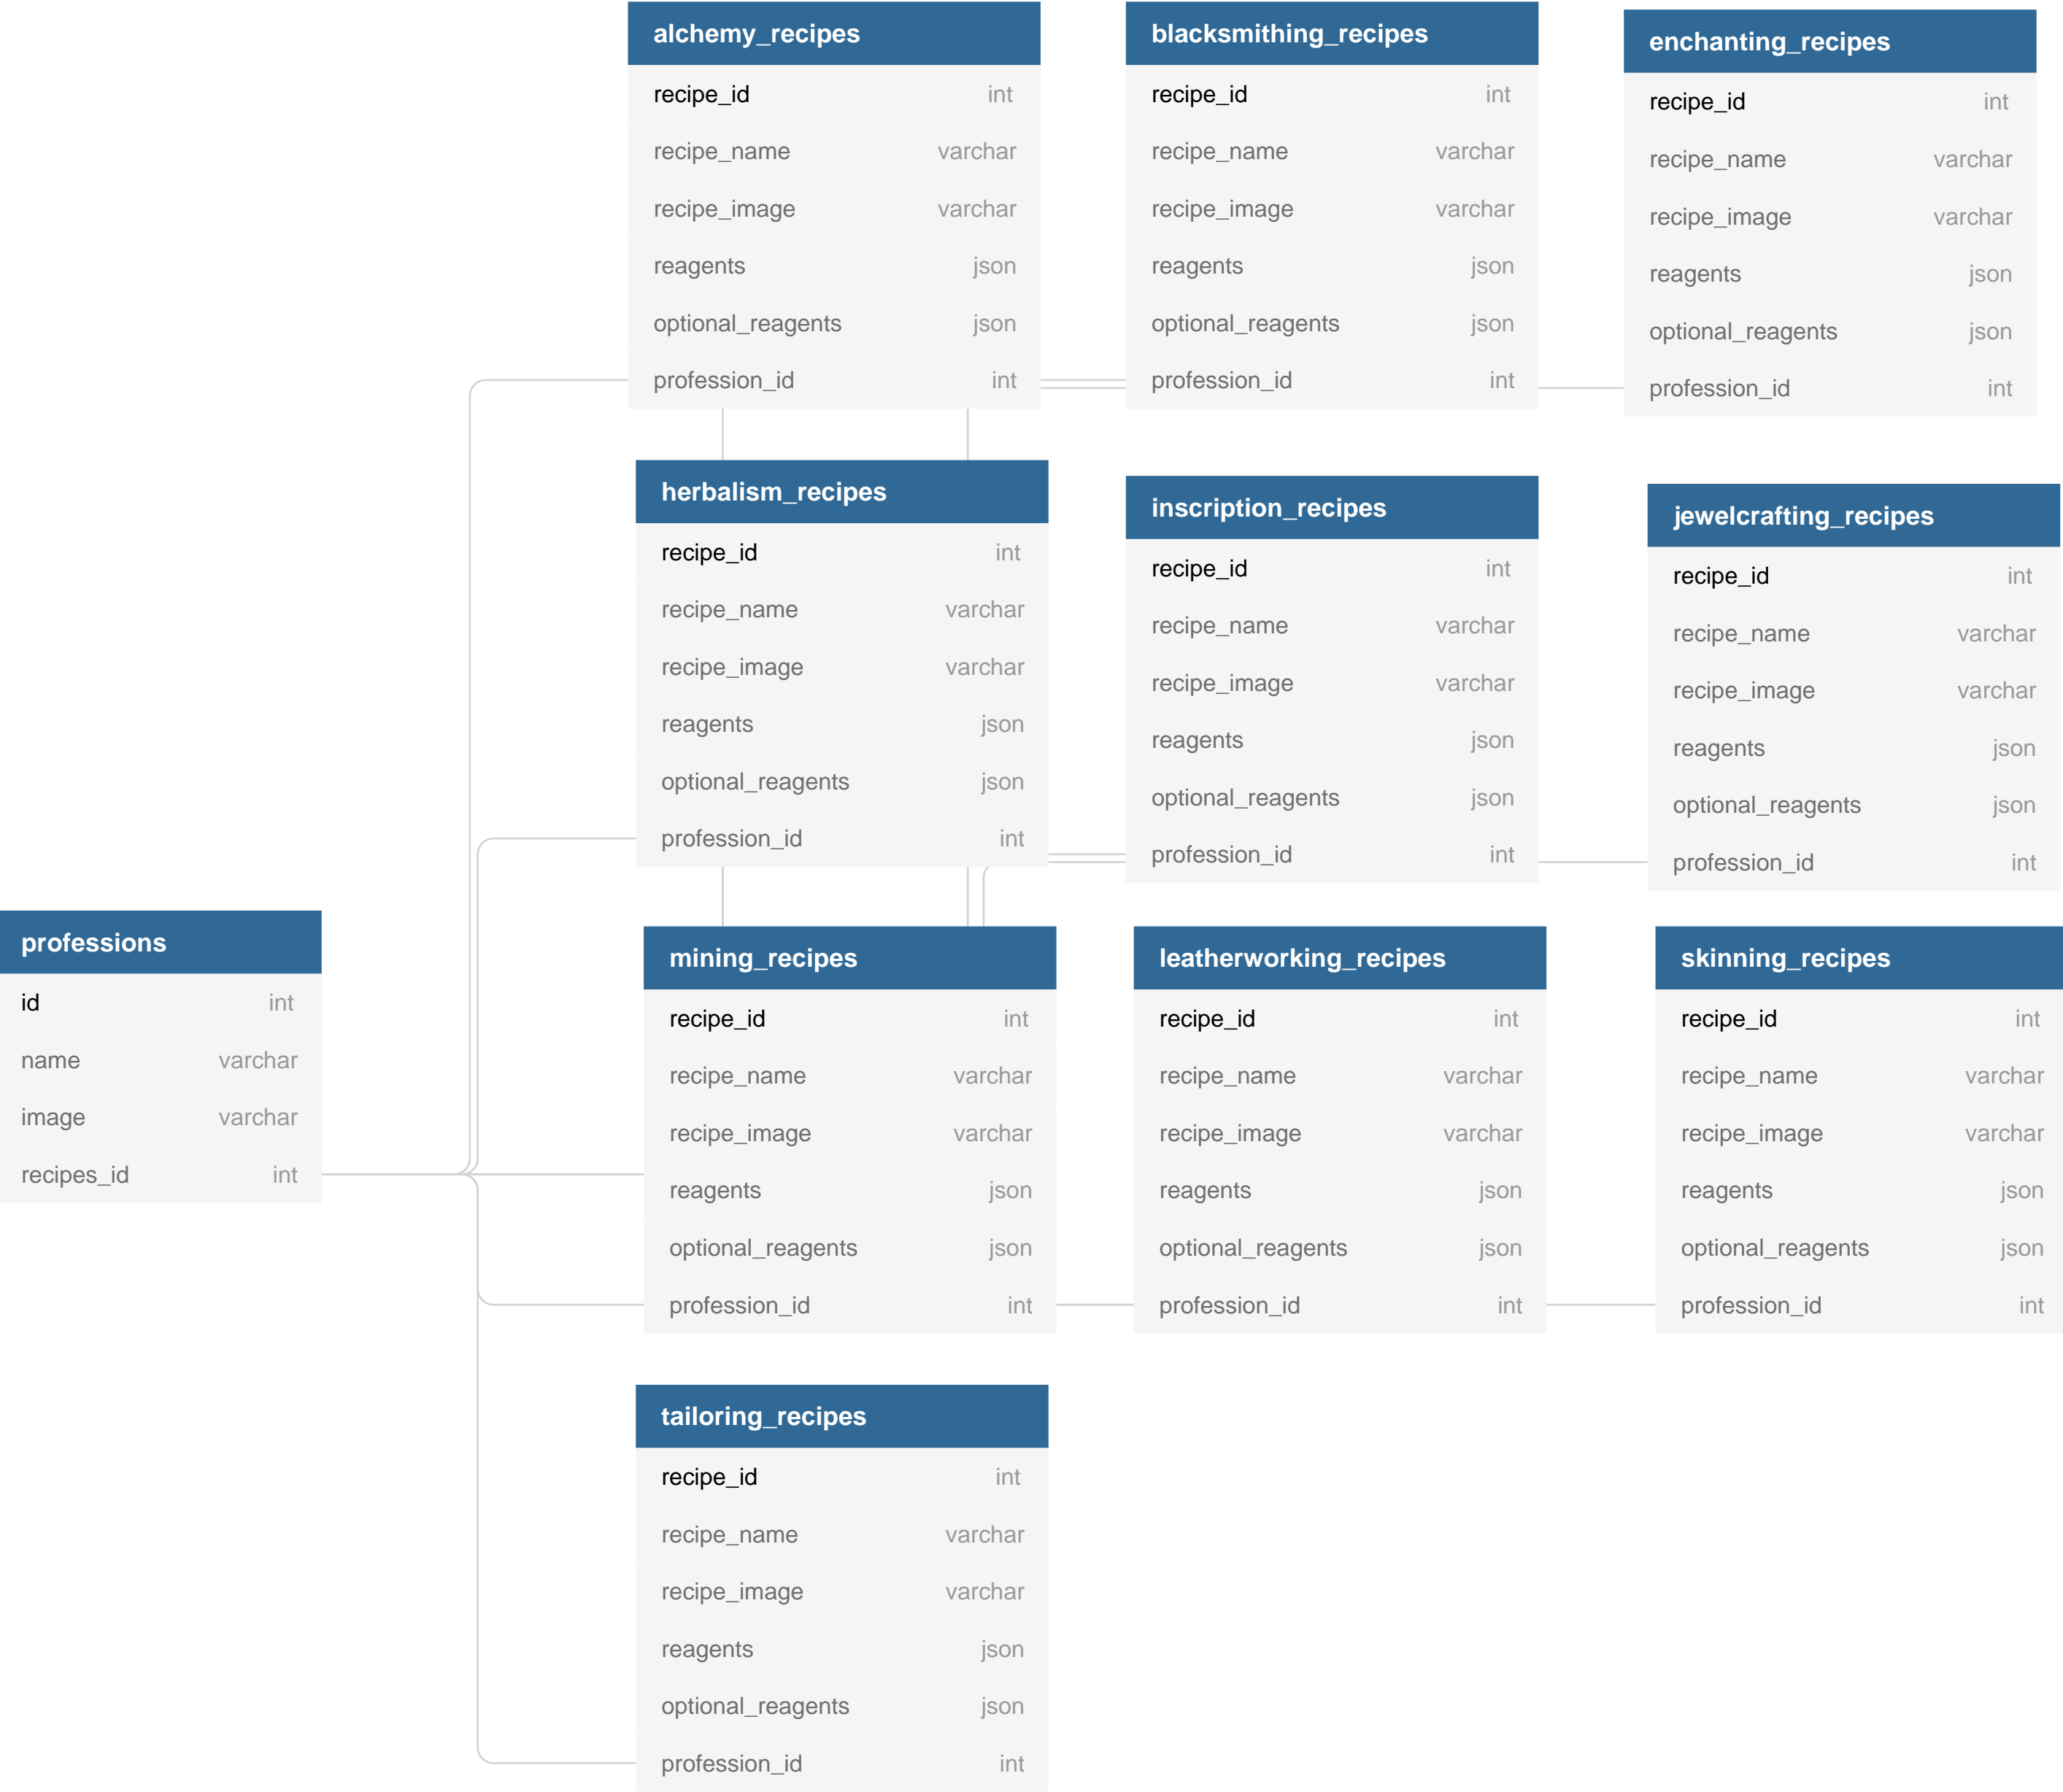 alchemy_recipes
recipe_id int
recipe_name varchar
recipe_image varchar
reagents json
optional_reagents json
profession_id int
blacksmithing_recipes
recipe_id int
recipe_name varchar
recipe_image varchar
reagents json
optional_reagents json
profession_id int
enchanting_recipes
recipe_id int
recipe_name varchar
recipe_image varchar
reagents json
optional_reagents json
profession_id int
herbalism_recipes
recipe_id int
recipe_name varchar
recipe_image varchar
reagents json
optional_reagents json
profession_id int
inscription_recipes
recipe_id int
recipe_name varchar
recipe_image varchar
reagents json
optional_reagents json
profession_id int
jewelcrafting_recipes
recipe_id int
recipe_name varchar
recipe_image varchar
reagents json
optional_reagents json
profession_id int
professions
id int
name varchar
image varchar
recipes_id int
mining_recipes
recipe_id int
recipe_name varchar
recipe_image varchar
reagents json
optional_reagents json
profession_id int
leatherworking_recipes
recipe_id int
recipe_name varchar
recipe_image varchar
reagents json
optional_reagents json
profession_id int
skinning_recipes
recipe_id int
recipe_name varchar
recipe_image varchar
reagents json
optional_reagents json
profession_id int
tailoring_recipes
recipe_id int
recipe_name varchar
recipe_image varchar
reagents json
optional_reagents json
profession_id int